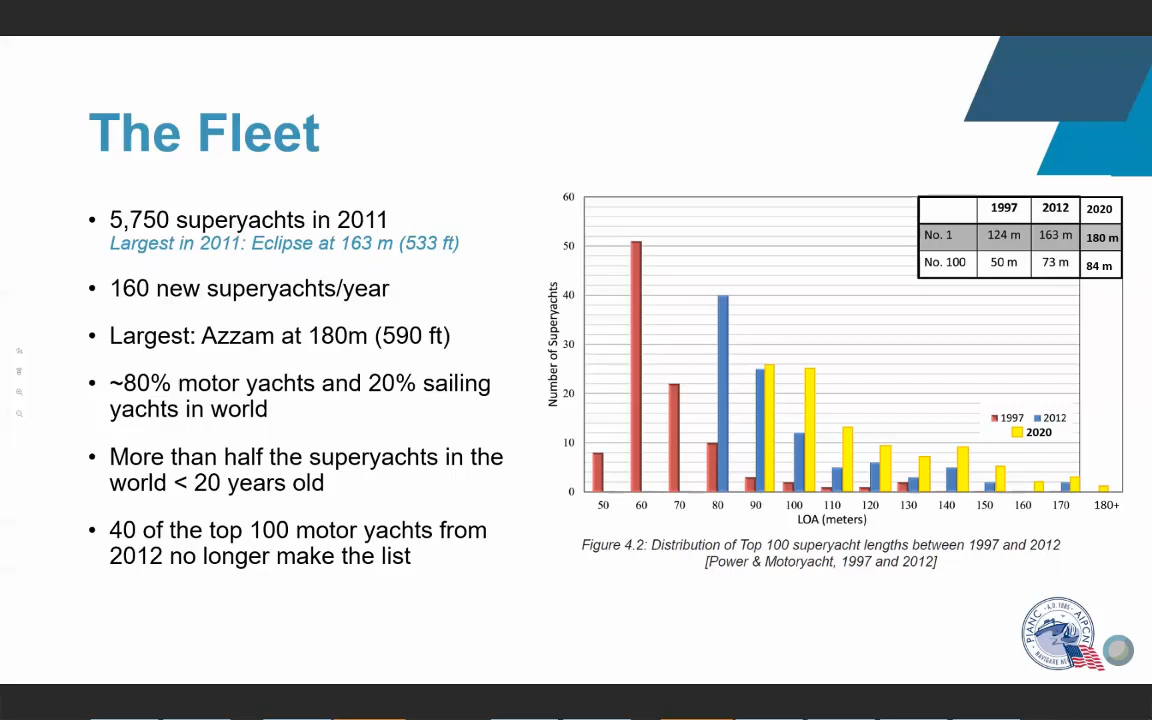 The Fleet
• 5,750 superyachts in 2011
Largest in 2011: Eclipse at 163 m (533 ft)
• 160 new superyachts/year
• Largest: Azzam at 180m (590 ft)
• ~80% motor yachts and 20% sailing
yachts in world
• More than half the superyachts in the
world < 20 years old
• 40 of the top 100 motor yachts from
2012 no longer make the list
1997 2012 2020
No. 1 124 m 163 m 180 m
No. 100 50 m 73 m 84 m
Number of Superyachts
60
50
40
30
20
10
0
1997 2012
2020
50 60 70 80 90 100 110 120 130 140 150 160 170 180+
LOA (meters)
Figure 4.2: Distribution of Top 100 superyacht lengths between 1997 and 2012
[Power & Motoryacht, 1997 and 2012]
PIANC · A.D. 1885 · AIPCN
NAVIGARE